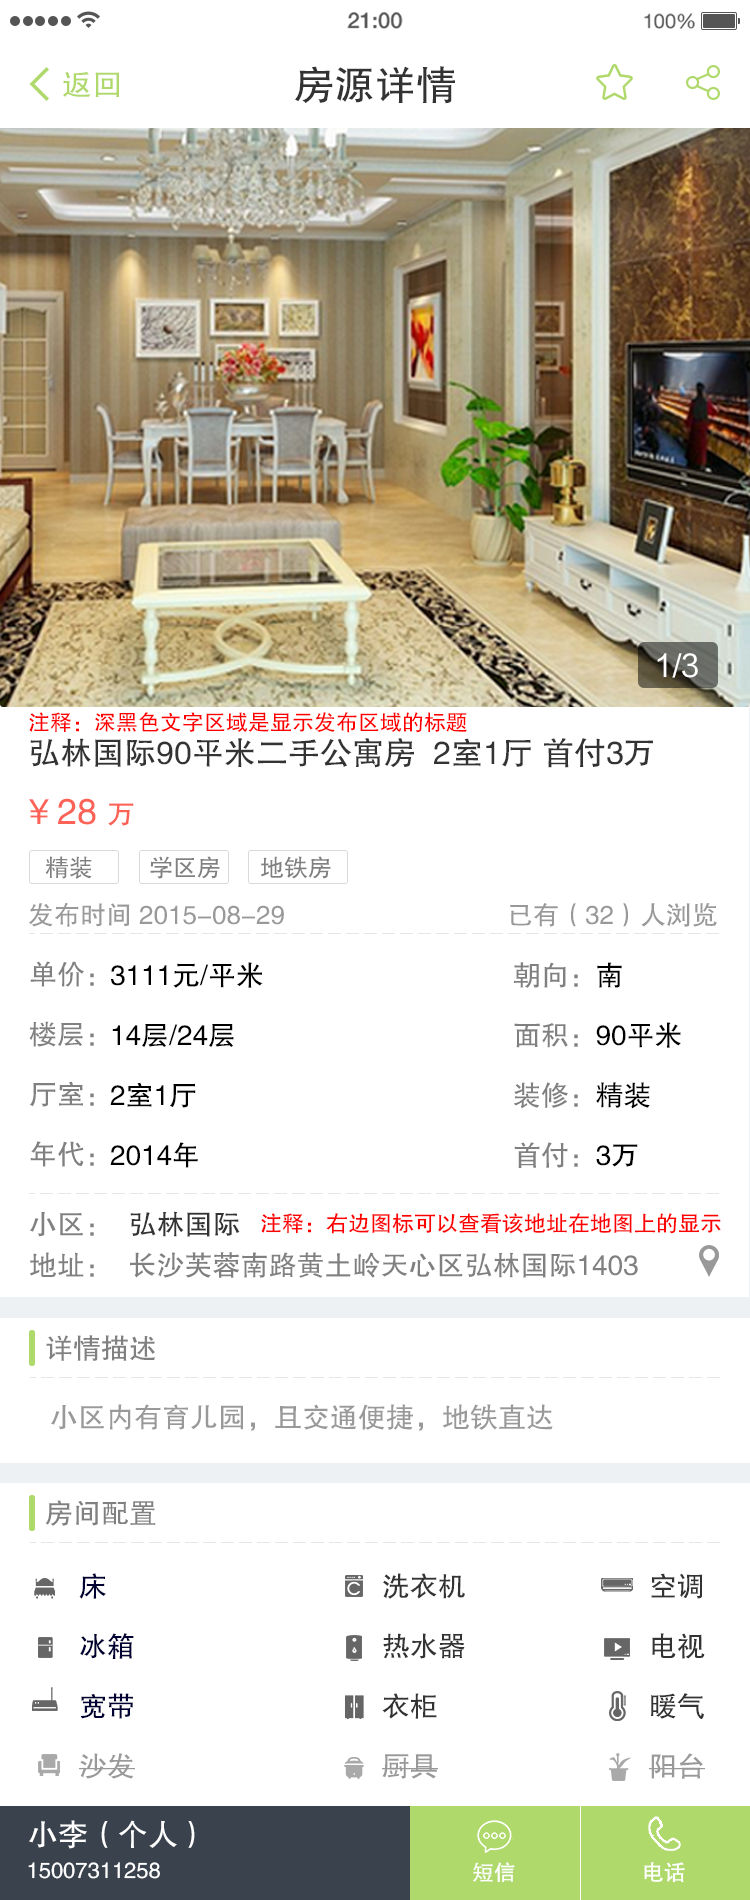 21:00 100%
返回 房源详情
1/3
注释：深黑色文字区域是显示发布区域的标题
弘林国际90平米二手公寓房 2室1厅 首付3万
¥28 万
精装 学区房 地铁房
发布时间 2015-08-29 已有（32）人浏览
单价：3111元/平米 朝向：南
楼层：14层/24层 面积：90平米
厅室：2室1厅 装修：精装
年代：2014年 首付：3万
小区： 弘林国际 注释：右边图标可以查看该地址在地图上的显示
地址： 长沙芙蓉南路黄土岭天心区弘林国际1403
详情描述
小区内有育儿园，且交通便捷，地铁直达
房间配置
床 洗衣机 空调
冰箱 热水器 电视
宽带 衣柜 暖气
沙发 厨具 阳台
小李（个人）
15007311258
短信 电话